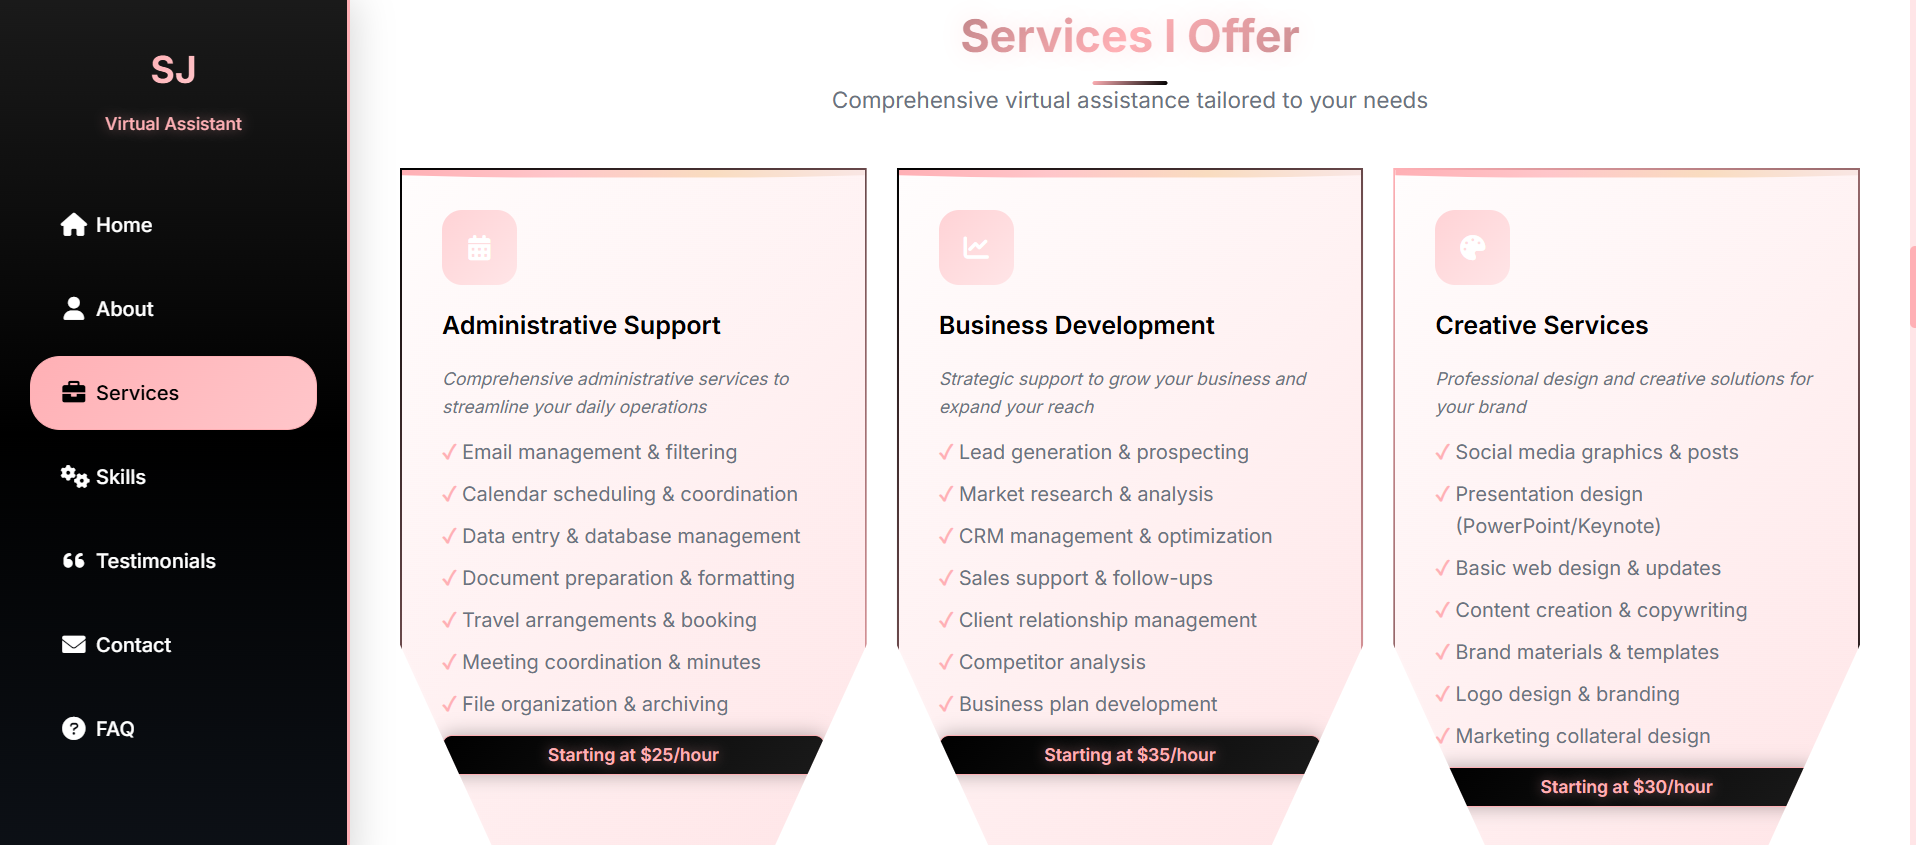 SJ
Virtual Assistant
Home
About
Services
Skills
Testimonials
Contact
FAQ
Services I Offer
Comprehensive virtual assistance tailored to your needs
Administrative Support
Comprehensive administrative services to
streamline your daily operations
✓ Email management & filtering
✓ Calendar scheduling & coordination
✓ Data entry & database management
✓ Document preparation & formatting
✓ Travel arrangements & booking
✓ Meeting coordination & minutes
✓ File organization & archiving
Starting at $25/hour
Business Development
Strategic support to grow your business and
expand your reach
✓ Lead generation & prospecting
✓ Market research & analysis
✓ CRM management & optimization
✓ Sales support & follow-ups
✓ Client relationship management
✓ Competitor analysis
✓ Business plan development
Starting at $35/hour
Creative Services
Professional design and creative solutions for
your brand
✓ Social media graphics & posts
✓ Presentation design
(PowerPoint/Keynote)
✓ Basic web design & updates
✓ Content creation & copywriting
✓ Brand materials & templates
✓ Logo design & branding
✓ Marketing collateral design
Starting at $30/hour